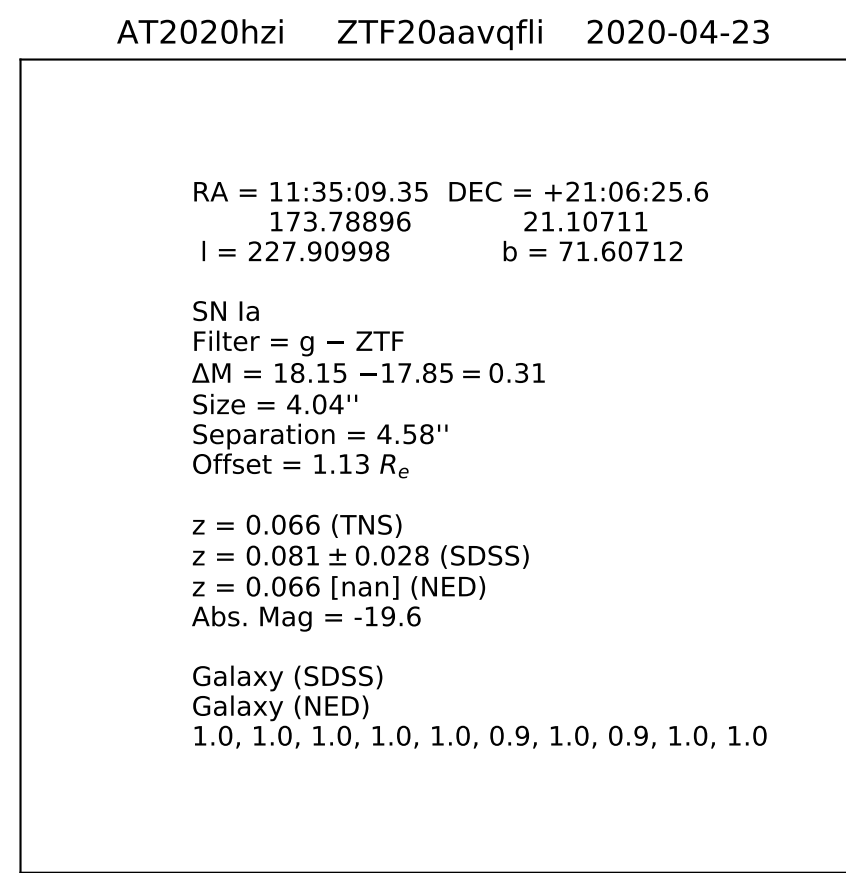 AT2020hzi ZTF20aavqfli 2020-04-23
RA = 11:35:09.35 DEC = +21:06:25.6
173.78896 21.10711
l = 227.90998 b = 71.60712
SN Ia
Filter = g − ZTF
ΔM = 18.15 −17.85 = 0.31
Size = 4.04''
Separation = 4.58''
Offset = 1.13 Re
z = 0.066 (TNS)
z = 0.081 ± 0.028 (SDSS)
z = 0.066 [nan] (NED)
Abs. Mag = -19.6
Galaxy (SDSS)
Galaxy (NED)
1.0, 1.0, 1.0, 1.0, 1.0, 0.9, 1.0, 0.9, 1.0, 1.0